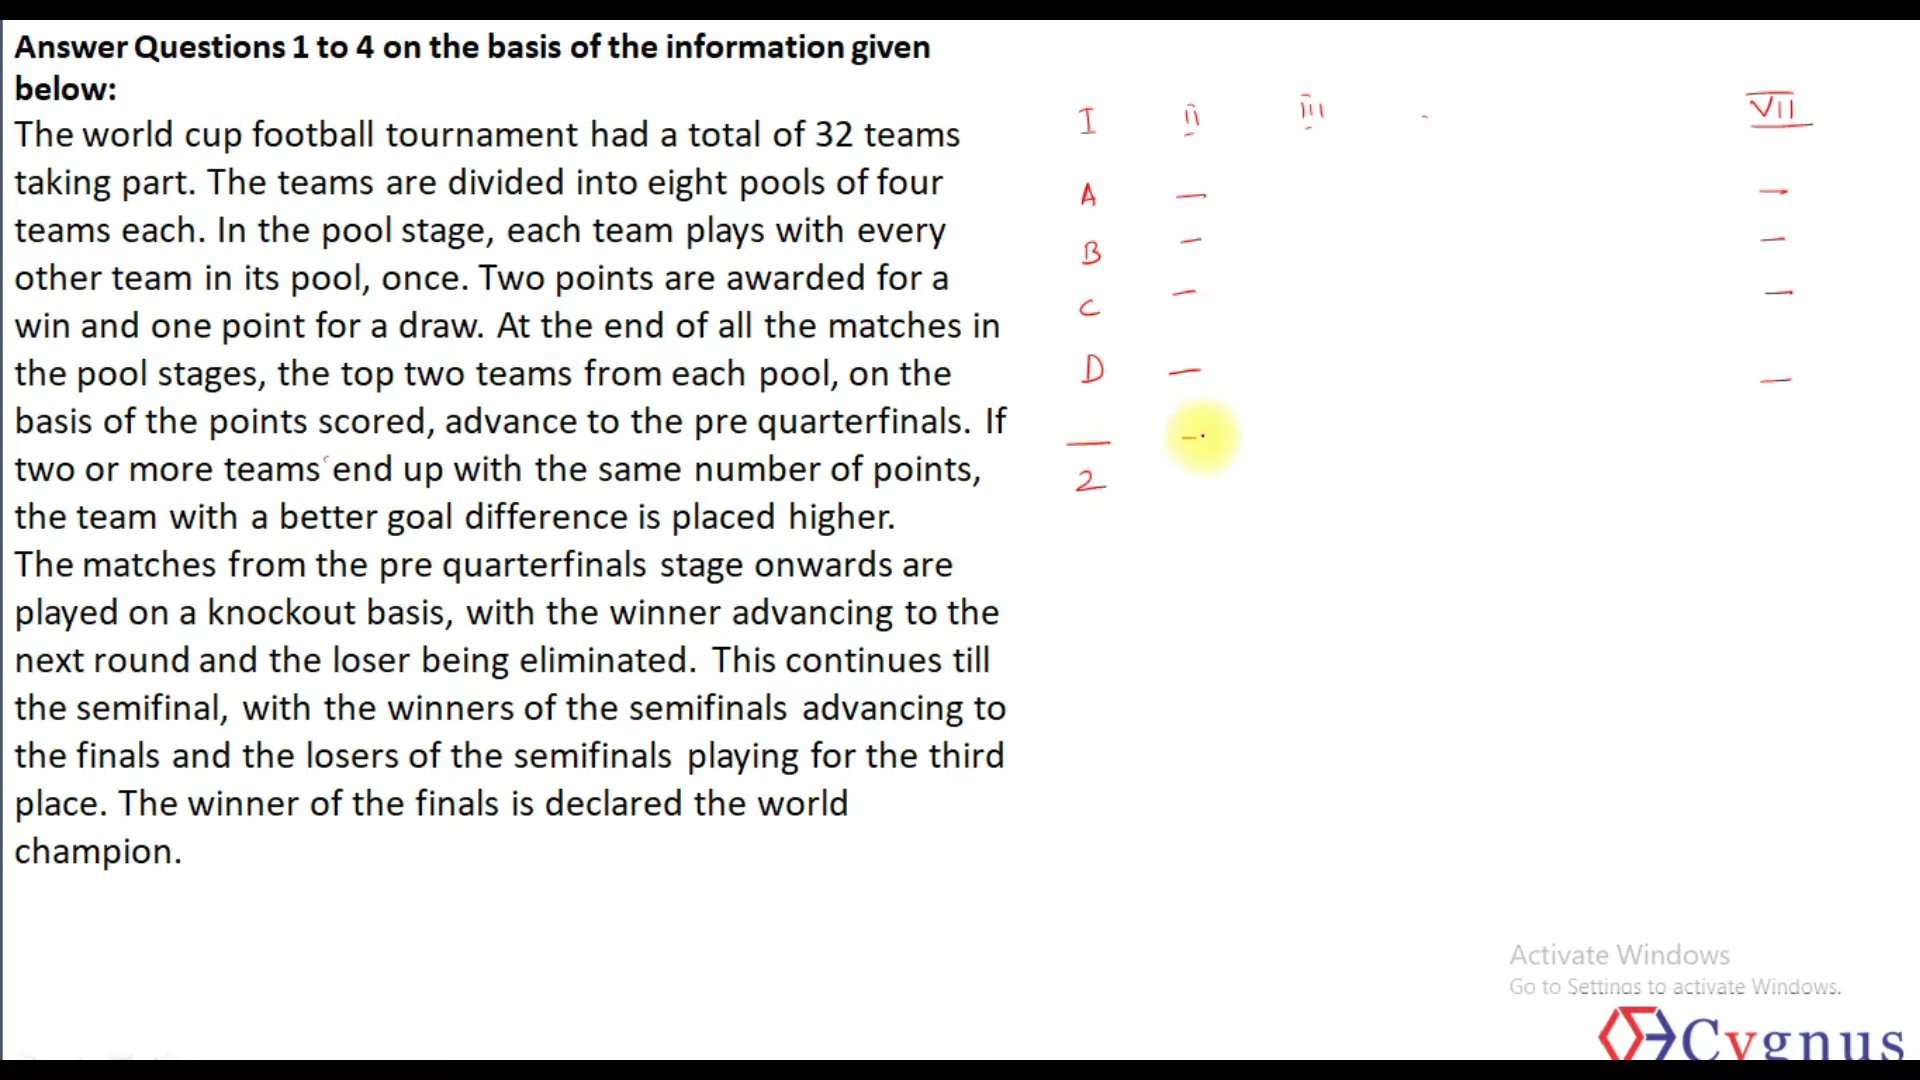 Answer Questions 1 to 4 on the basis of the information given
below:
The world cup football tournament had a total of 32 teams
taking part. The teams are divided into eight pools of four
teams each. In the pool stage, each team plays with every
other team in its pool, once. Two points are awarded for a
win and one point for a draw. At the end of all the matches in
the pool stages, the top two teams from each pool, on the
basis of the points scored, advance to the pre quarterfinals. If
two or more teams end up with the same number of points,
the team with a better goal difference is placed higher.
The matches from the pre quarterfinals stage onwards are
played on a knockout basis, with the winner advancing to the
next round and the loser being eliminated. This continues till
the semifinal, with the winners of the semifinals advancing to
the finals and the losers of the semifinals playing for the third
place. The winner of the finals is declared the world
champion.
I II III VII
A
B
C
D
2
Activate Windows
Go to Settings to activate Windows.
Cygnus